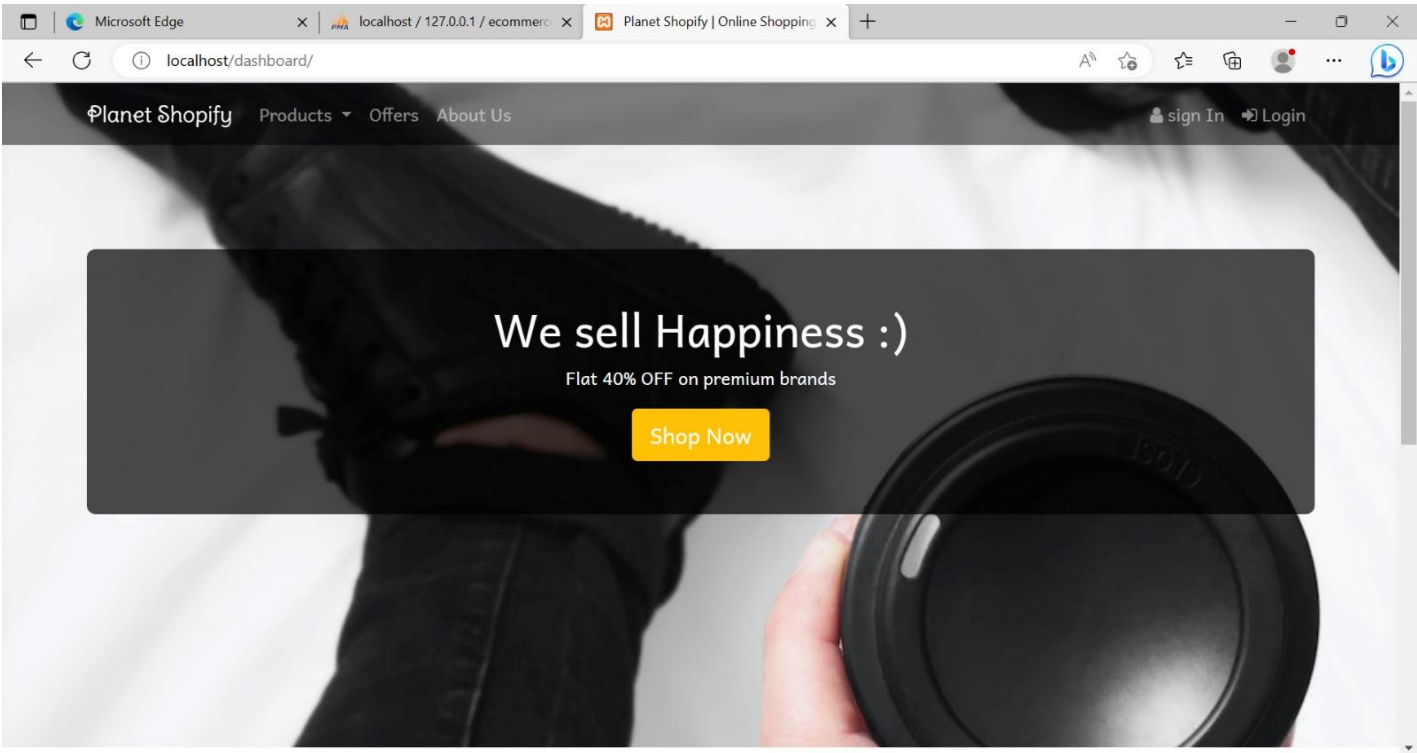 Microsoft Edge
PMA localhost / 127.0.0.1 / ecommerc
Planet Shopify | Online Shopping
localhost/dashboard/
Planet Shopify Products Offers About Us sign In Login
We sell Happiness :)
Flat 40% OFF on premium brands
Shop Now